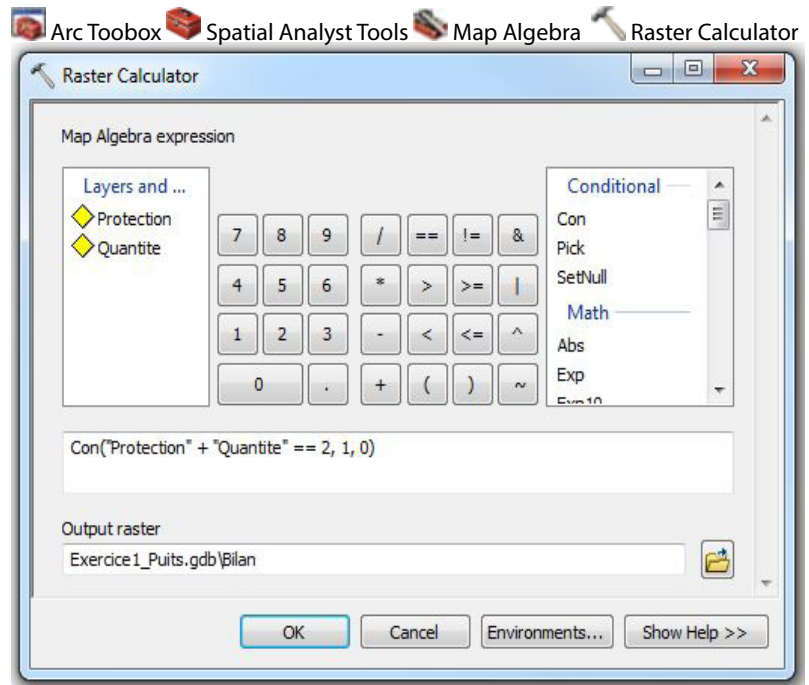 Arc Toobox Spatial Analyst Tools Map Algebra Raster Calculator
Raster Calculator
Map Algebra expression
Layers and ...
Protection
Quantite
7 8 9 / == != &
4 5 6 * > >= |
1 2 3 - < <= ^
0 . + ( ) ~
Conditional
Con
Pick
SetNull
Math
Abs
Exp
Exp10
Con("Protection" + "Quantite" == 2, 1, 0)
Output raster
Exercice1_Puits.gdb\Bilan
OK Cancel Environments... Show Help >>